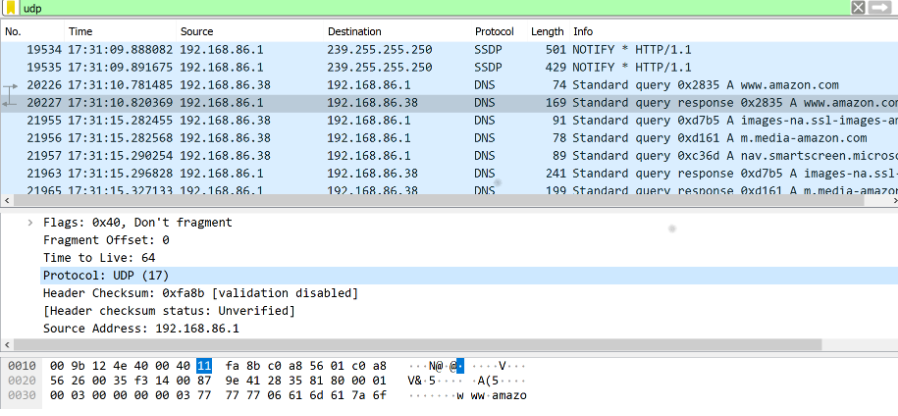 udp
No. Time Source Destination Protocol Length Info
19534 17:31:09.888082 192.168.86.1 239.255.255.250 SSDP 501 NOTIFY * HTTP/1.1
19535 17:31:09.891675 192.168.86.1 239.255.255.250 SSDP 429 NOTIFY * HTTP/1.1
20226 17:31:10.781485 192.168.86.38 192.168.86.1 DNS 74 Standard query 0x2835 A www.amazon.com
20227 17:31:10.820369 192.168.86.1 192.168.86.38 DNS 169 Standard query response 0x2835 A www.amazon.com
21955 17:31:15.282455 192.168.86.38 192.168.86.1 DNS 91 Standard query 0xd7b5 A images-na.ssl-images-am
21956 17:31:15.282568 192.168.86.38 192.168.86.1 DNS 78 Standard query 0xd161 A m.media-amazon.com
21957 17:31:15.290254 192.168.86.38 192.168.86.1 DNS 89 Standard query 0xc36d A nav.smartscreen.microso
21963 17:31:15.296828 192.168.86.1 192.168.86.38 DNS 241 Standard query response 0xd7b5 A images-na.ssl-
21965 17:31:15.327133 192.168.86.1 192.168.86.38 DNS 199 Standard query response 0xd161 A m.media-amazo
Flags: 0x40, Don't fragment
Fragment Offset: 0
Time to Live: 64
Protocol: UDP (17)
Header Checksum: 0xfa8b [validation disabled]
[Header checksum status: Unverified]
Source Address: 192.168.86.1
0010 00 9b 12 4e 40 00 40 11 fa 8b c0 a8 56 01 c0 a8 ···N@·@· ····V···
0020 56 26 00 35 f3 14 00 87 9e 41 28 35 81 80 00 01 V&·5···· ·A(5····
0030 00 03 00 00 00 00 03 77 77 77 06 61 6d 61 7a 6f ·······w ww·amazo